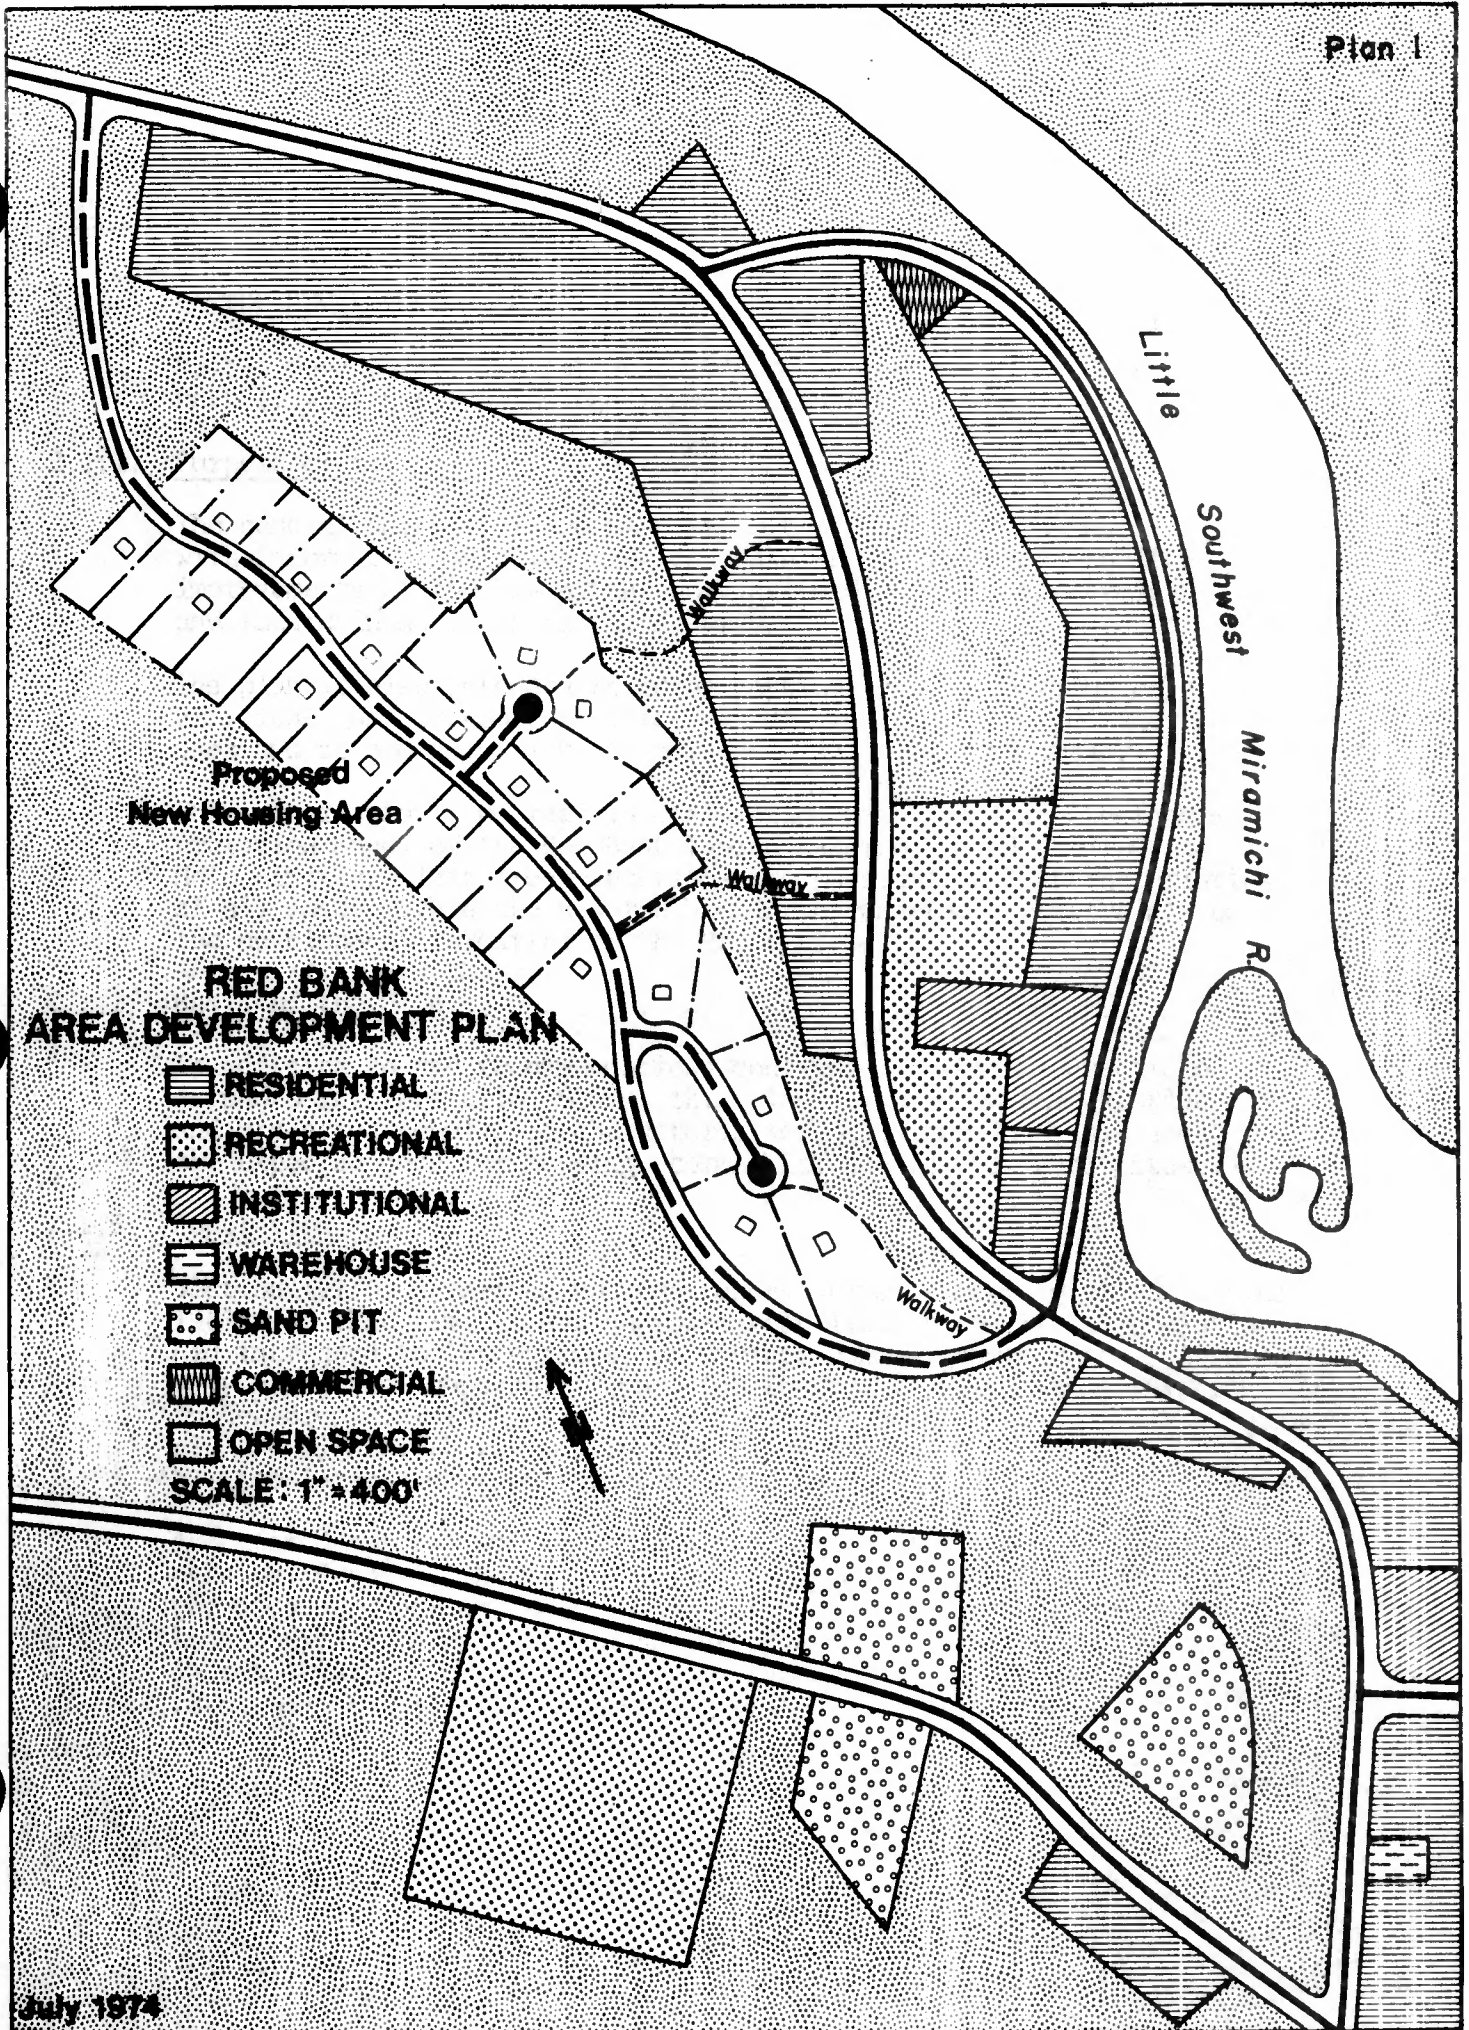 Plan 1
Little
Southwest
Miramichi R.
Walkway
Proposed
New Housing Area
Walkway
RED BANK
AREA DEVELOPMENT PLAN
RESIDENTIAL
RECREATIONAL
INSTITUTIONAL
WAREHOUSE
SAND PIT
COMMERCIAL
OPEN SPACE
SCALE: 1" = 400'
N
Walkway
July 1974